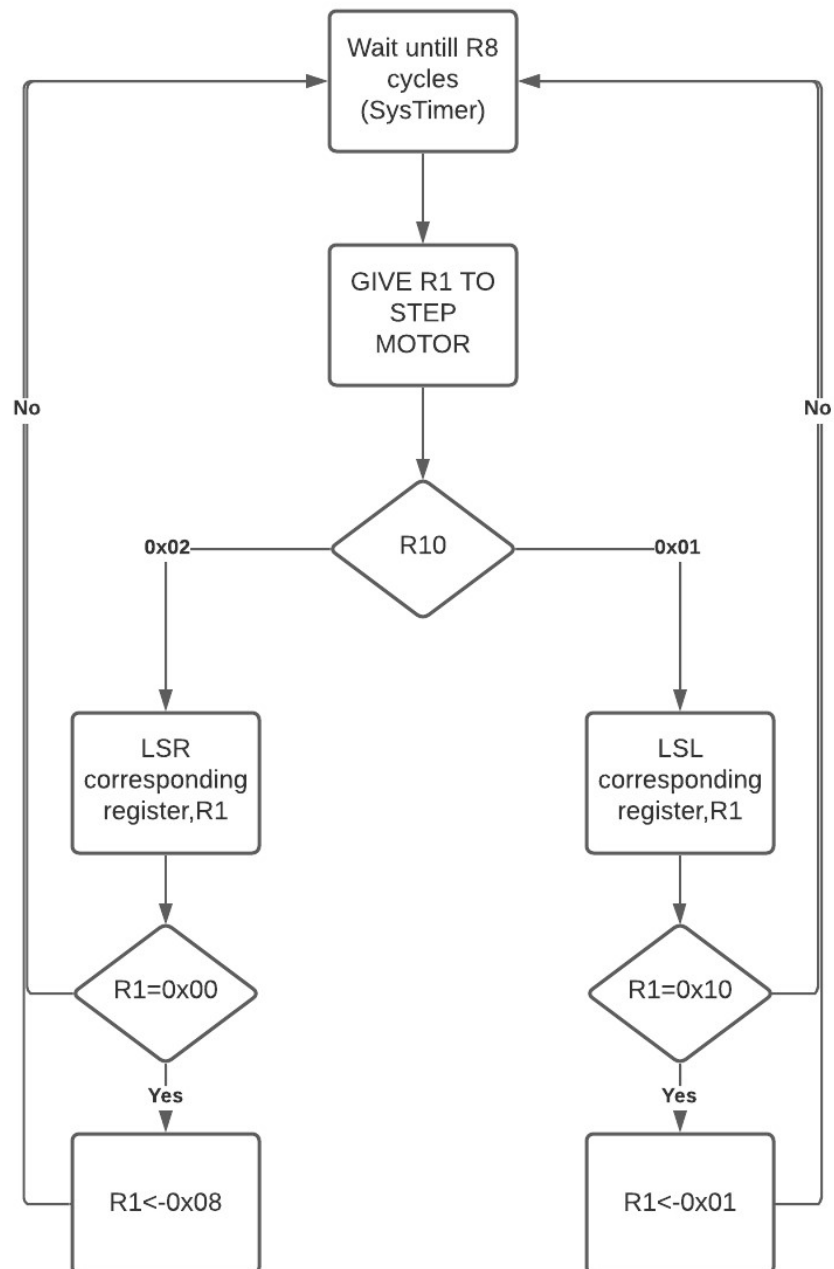 Wait untill R8
cycles
(SysTimer)
GIVE R1 TO
STEP
MOTOR
No
No
R10
0x02
0x01
LSR
corresponding
register,R1
LSL
corresponding
register,R1
R1=0x00
R1=0x10
Yes
Yes
R1<-0x08
R1<-0x01